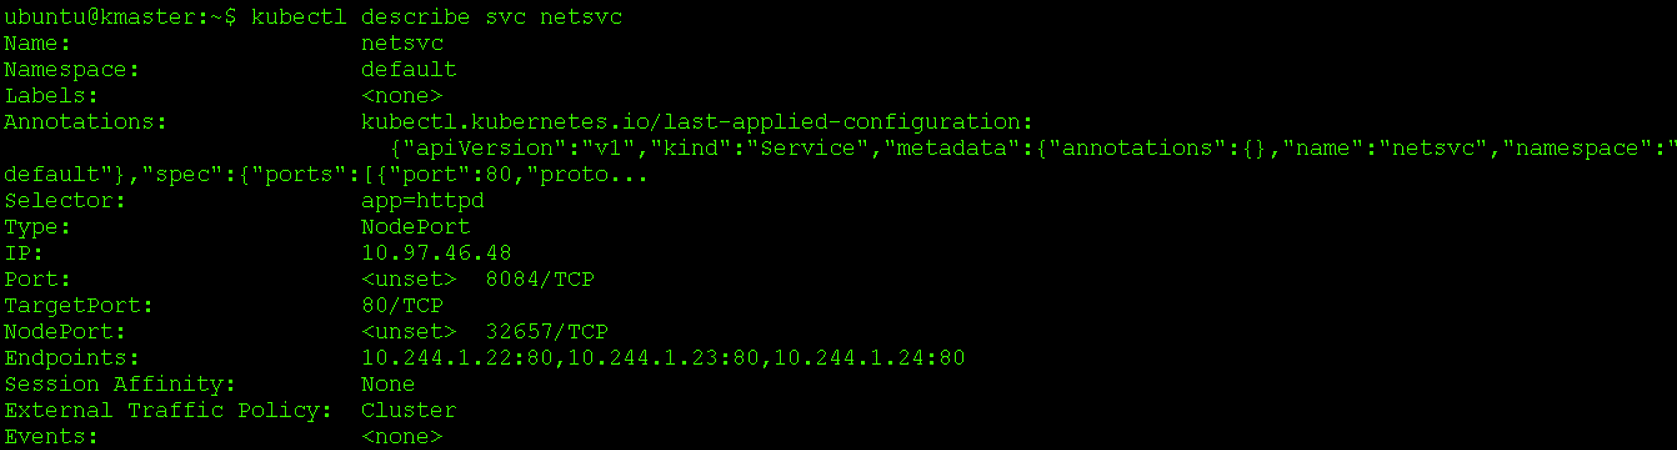 ubuntu@kmaster:~$ kubectl describe svc netsvc
Name:                     netsvc
Namespace:                default
Labels:                   <none>
Annotations:              kubectl.kubernetes.io/last-applied-configuration:
                            {"apiVersion":"v1","kind":"Service","metadata":{"annotations":{},"name":"netsvc","namespace":"
default"},"spec":{"ports":[{"port":80,"proto...
Selector:                 app=httpd
Type:                     NodePort
IP:                       10.97.46.48
Port:                     <unset>  8084/TCP
TargetPort:               80/TCP
NodePort:                 <unset>  32657/TCP
Endpoints:                10.244.1.22:80,10.244.1.23:80,10.244.1.24:80
Session Affinity:         None
External Traffic Policy:  Cluster
Events:                   <none>